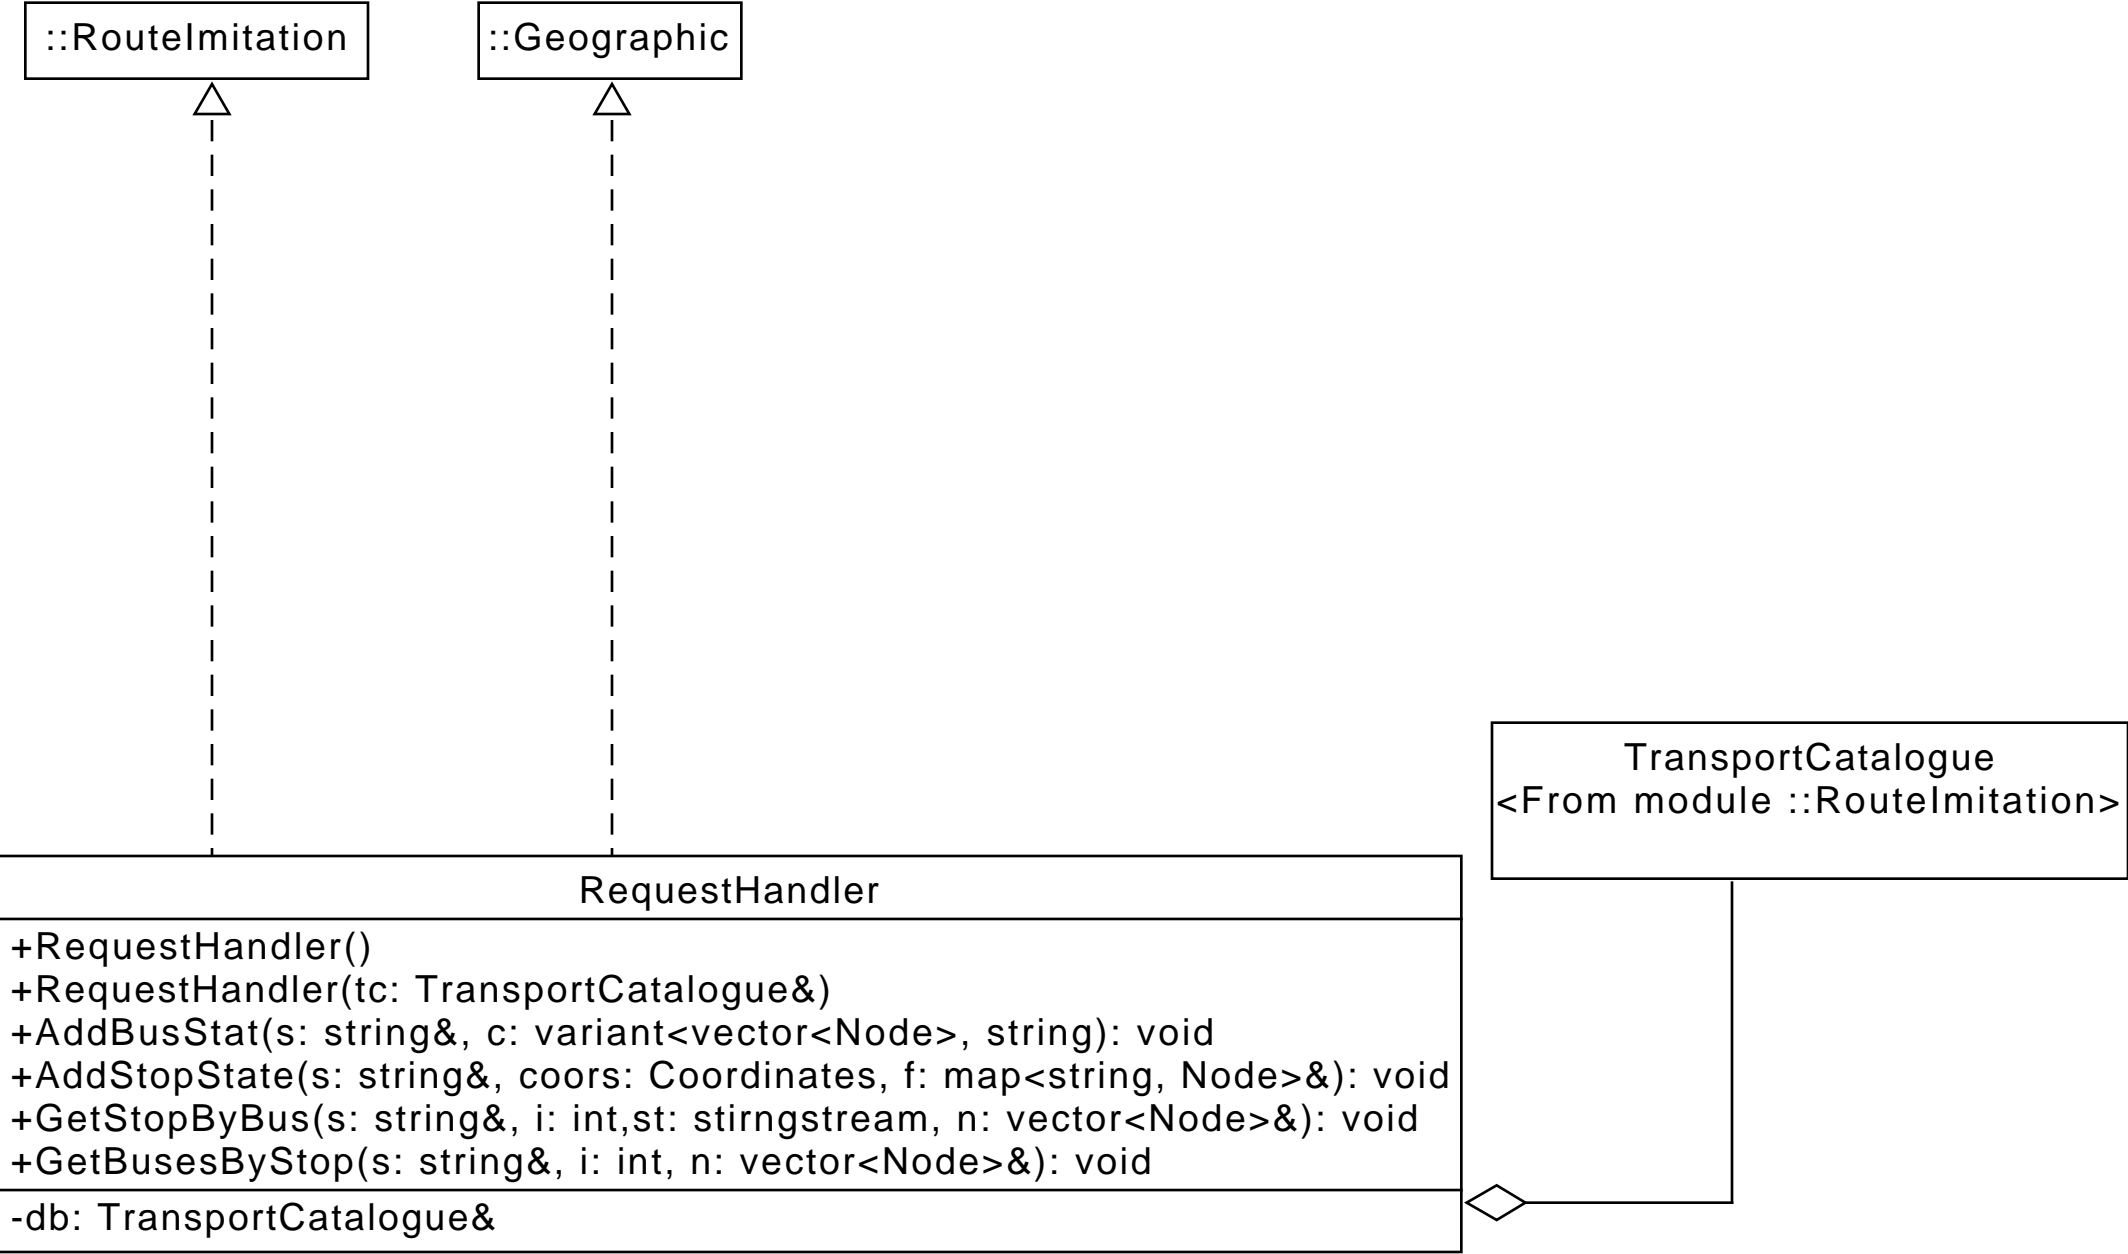 ::RouteImitation
::Geographic
TransportCatalogue
<From module ::RouteImitation>
RequestHandler
+RequestHandler()
+RequestHandler(tc: TransportCatalogue&)
+AddBusStat(s: string&, c: variant<vector<Node>, string): void
+AddStopState(s: string&, coors: Coordinates, f: map<string, Node>&): void
+GetStopByBus(s: string&, i: int,st: stirngstream, n: vector<Node>&): void
+GetBusesByStop(s: string&, i: int, n: vector<Node>&): void
-db: TransportCatalogue&